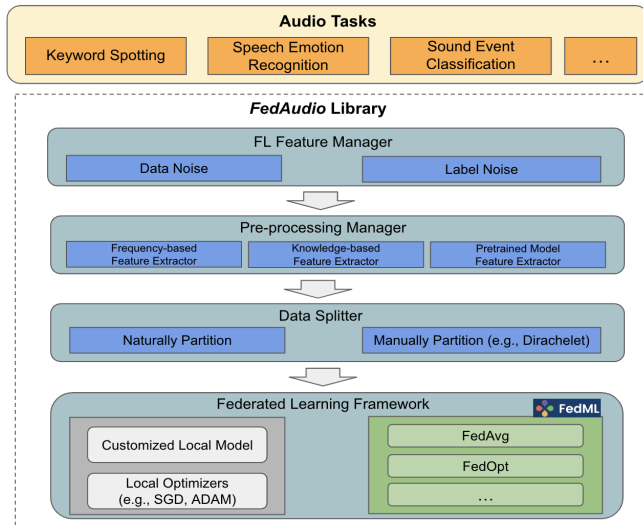 Audio Tasks
Keyword Spotting
Speech Emotion
Recognition
Sound Event
Classification
...
FedAudio Library
FL Feature Manager
Data Noise
Label Noise
Pre-processing Manager
Frequency-based
Feature Extractor
Knowledge-based
Feature Extractor
Pretrained Model
Feature Extractor
Data Splitter
Naturally Partition
Manually Partition (e.g., Dirachelet)
Federated Learning Framework
FedML
Customized Local Model
Local Optimizers
(e.g., SGD, ADAM)
FedAvg
FedOpt
...